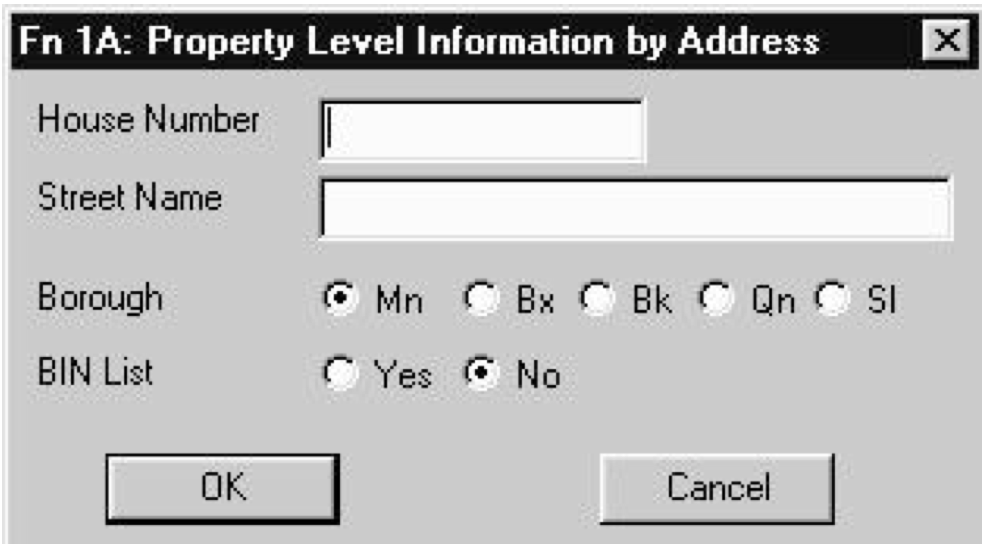 Fn 1A: Property Level Information by Address
House Number
Street Name
Borough Mn Bx Bk Qn SI
BIN List Yes No
OK Cancel